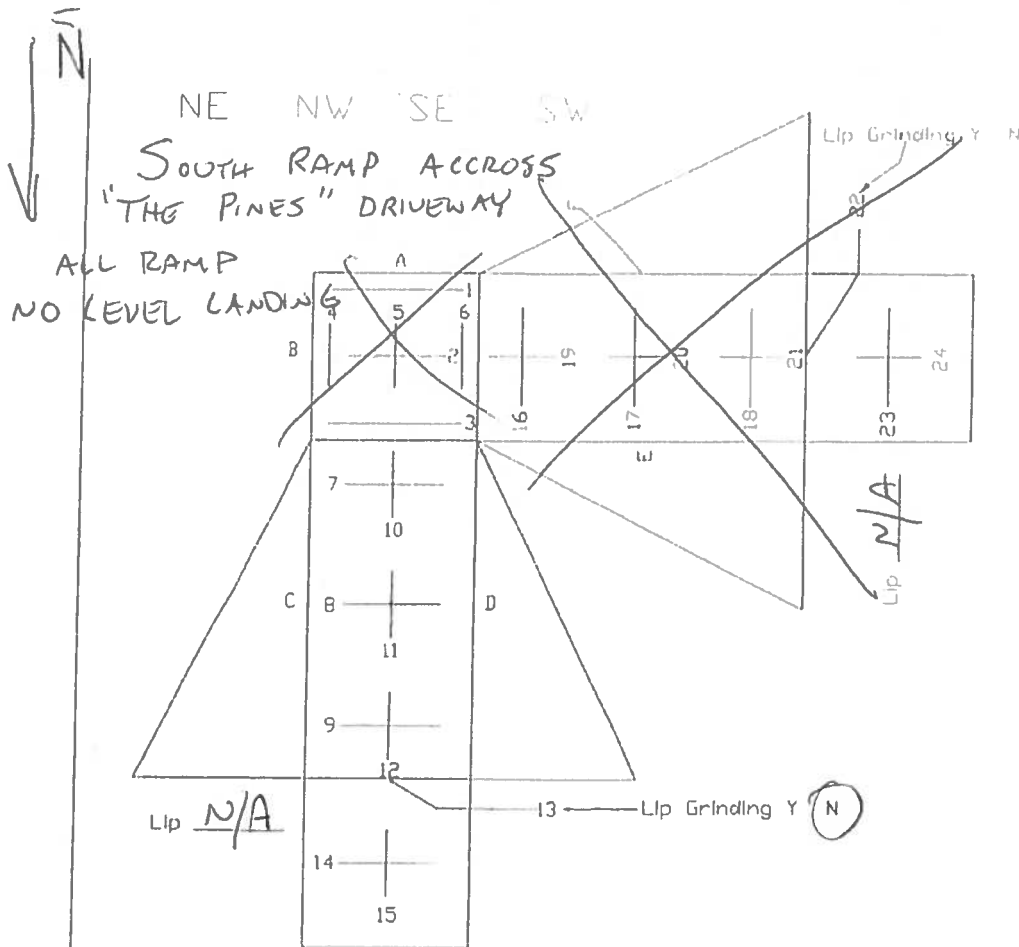 N
NE NW SE SW
Lip Grinding Y N
SOUTH RAMP ACCROSS
"THE PINES" DRIVEWAY
22
F
ALL RAMP
A
NO LEVEL LANDING
1
4 5 6
B
2 19 20 21 24
3 16 17 18 23
E
7
10
N/A
Lip
C 8 D
11
9
12
Lip N/A
13 Lip Grinding Y N
14
15